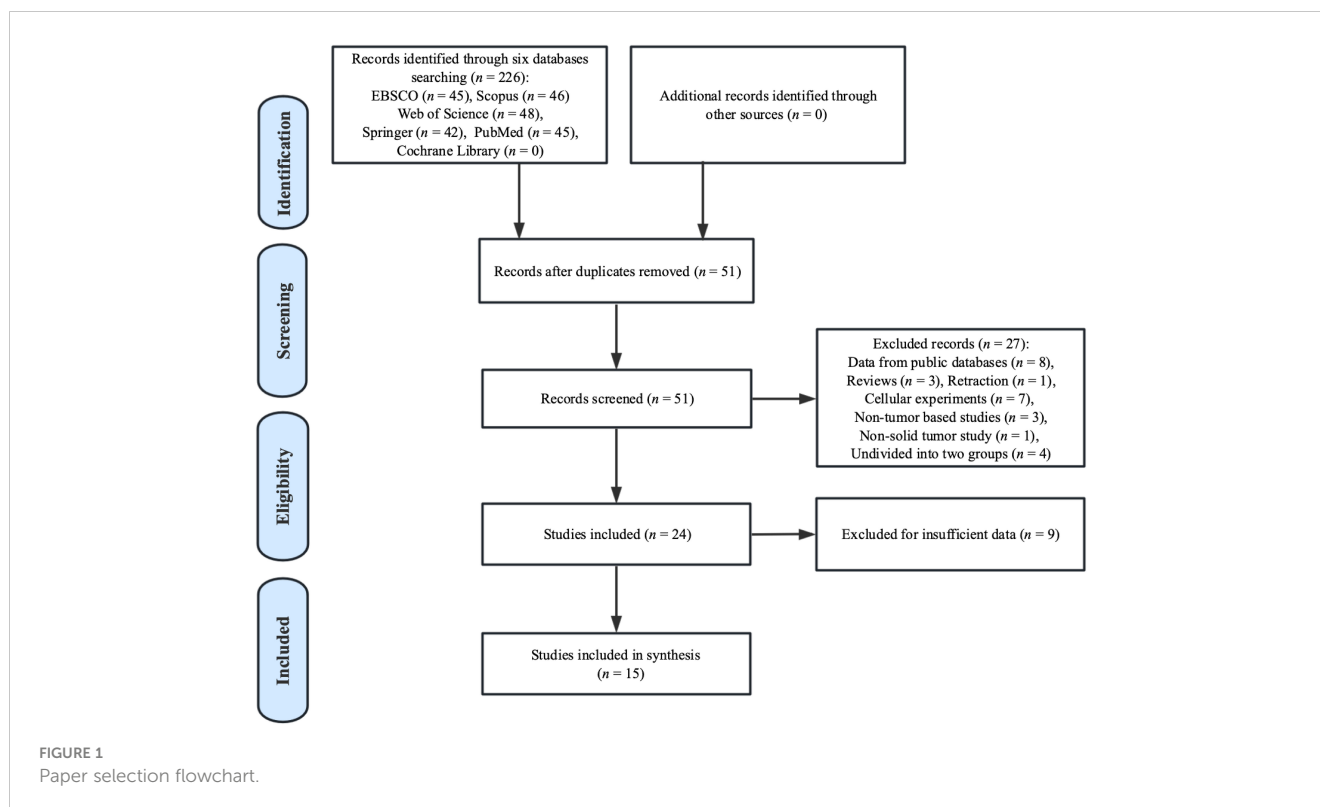 Records identified through six databases
searching (n = 226):
EBSCO (n = 45), Scopus (n = 46)
Web of Science (n = 48),
Springer (n = 42), PubMed (n = 45),
Cochrane Library (n = 0)
Additional records identified through
other sources (n = 0)
Identification
Records after duplicates removed (n = 51)
Screening
Records screened (n = 51)
Excluded records (n = 27):
Data from public databases (n = 8),
Reviews (n = 3), Retraction (n = 1),
Cellular experiments (n = 7),
Non-tumor based studies (n = 3),
Non-solid tumor study (n = 1),
Undivided into two groups (n = 4)
Eligibility
Studies included (n = 24)
Excluded for insufficient data (n = 9)
Included
Studies included in synthesis
(n = 15)
FIGURE 1
Paper selection flowchart.